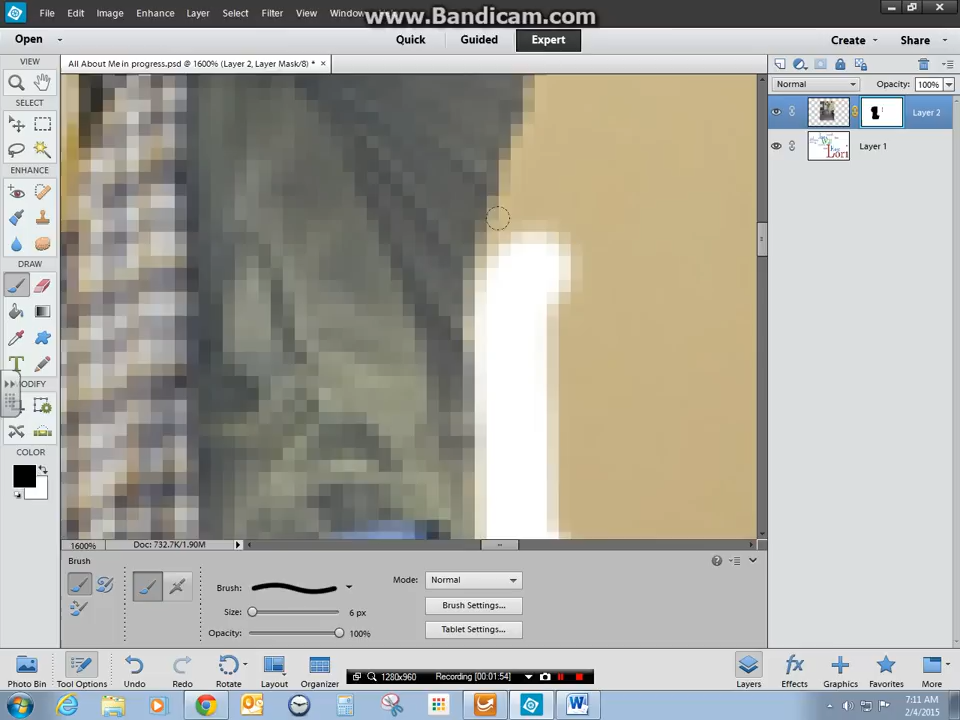 File Edit Image Enhance Layer Select Filter View Window
www.Bandicam.com
Open
Quick Guided Expert
Create Share
VIEW
All About Me in progress.psd @ 1600% (Layer 2, Layer Mask/8) * ×
Normal Opacity: 100%
SELECT
Layer 2
Lori Layer 1
ENHANCE
DRAW
T
MODIFY
COLOR
1600% Doc: 732.7K/1.90M
Brush
Brush: Mode: Normal
Size: 6 px Brush Settings...
Opacity: 100% Tablet Settings...
1280x960 Recording [00:01:54]
Photo Bin Tool Options Undo Redo Rotate Layout Organizer Layers Effects Graphics Favorites More
fx
7:11 AM
2/4/2015